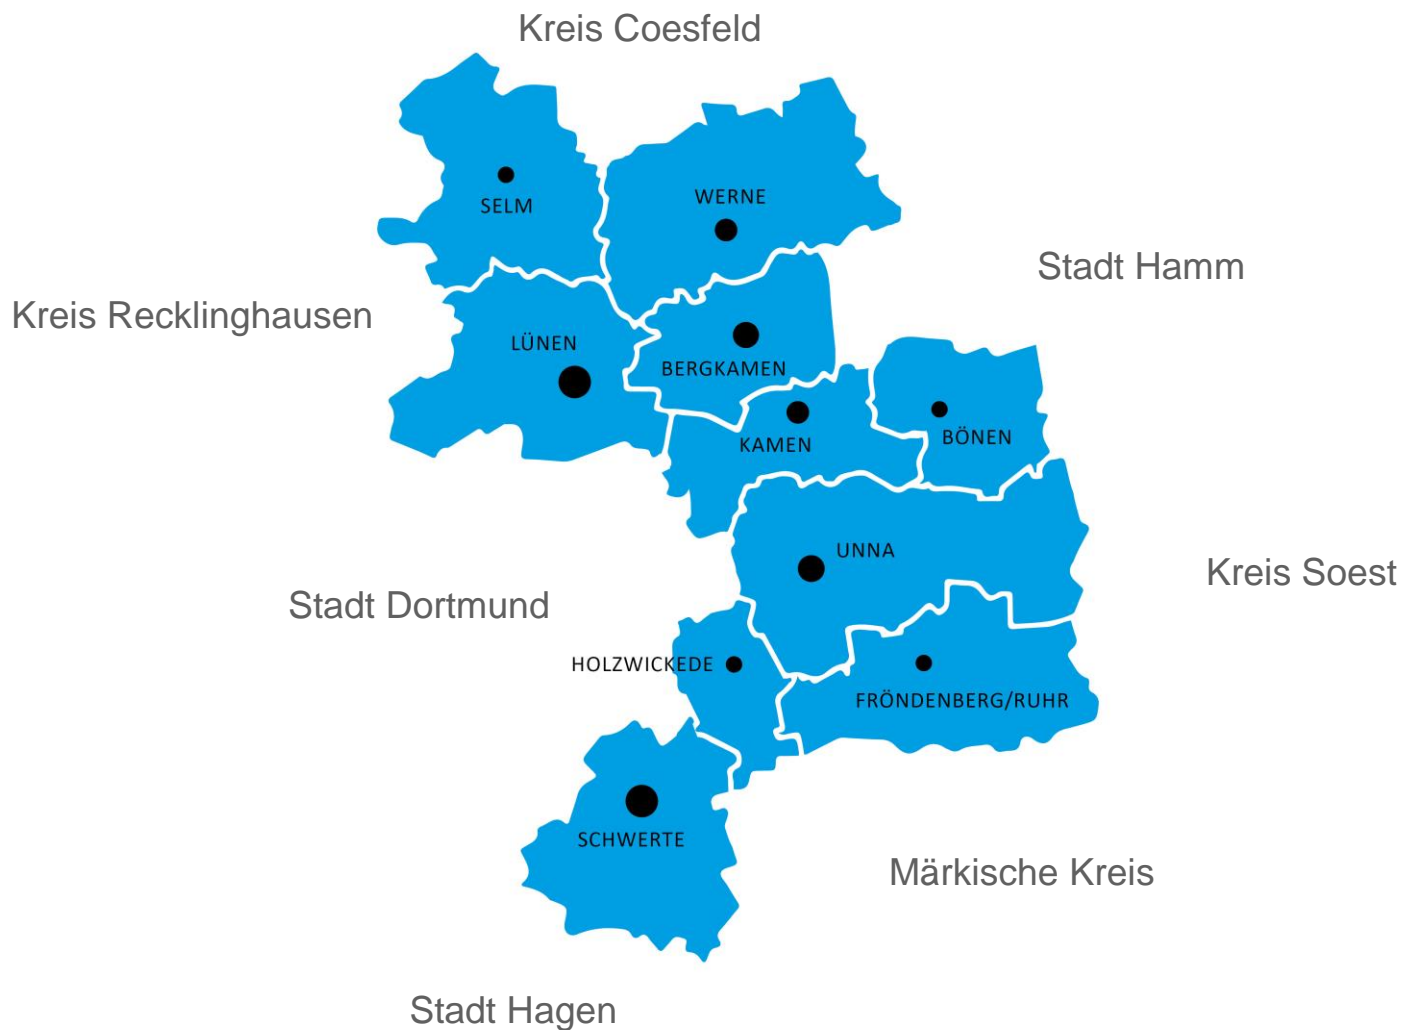 Kreis Coesfeld
WERNE
SELM
Stadt Hamm
Kreis Recklinghausen
LÜNEN
BERGKAMEN
KAMEN
BÖNEN
UNNA
Kreis Soest
Stadt Dortmund
HOLZWICKEDE
FRÖNDENBERG/RUHR
SCHWERTE
Märkische Kreis
Stadt Hagen